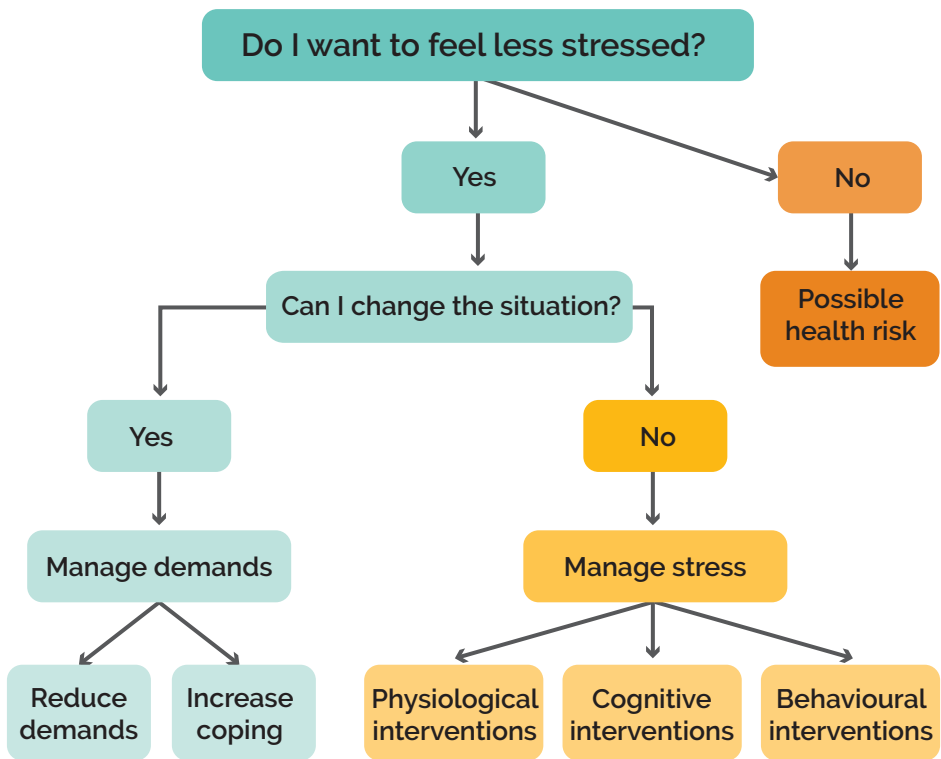 Do I want to feel less stressed?
Yes
No
Can I change the situation?
Possible
health risk
Yes
No
Manage demands
Manage stress
Reduce
demands
Increase
coping
Physiological
interventions
Cognitive
interventions
Behavioural
interventions